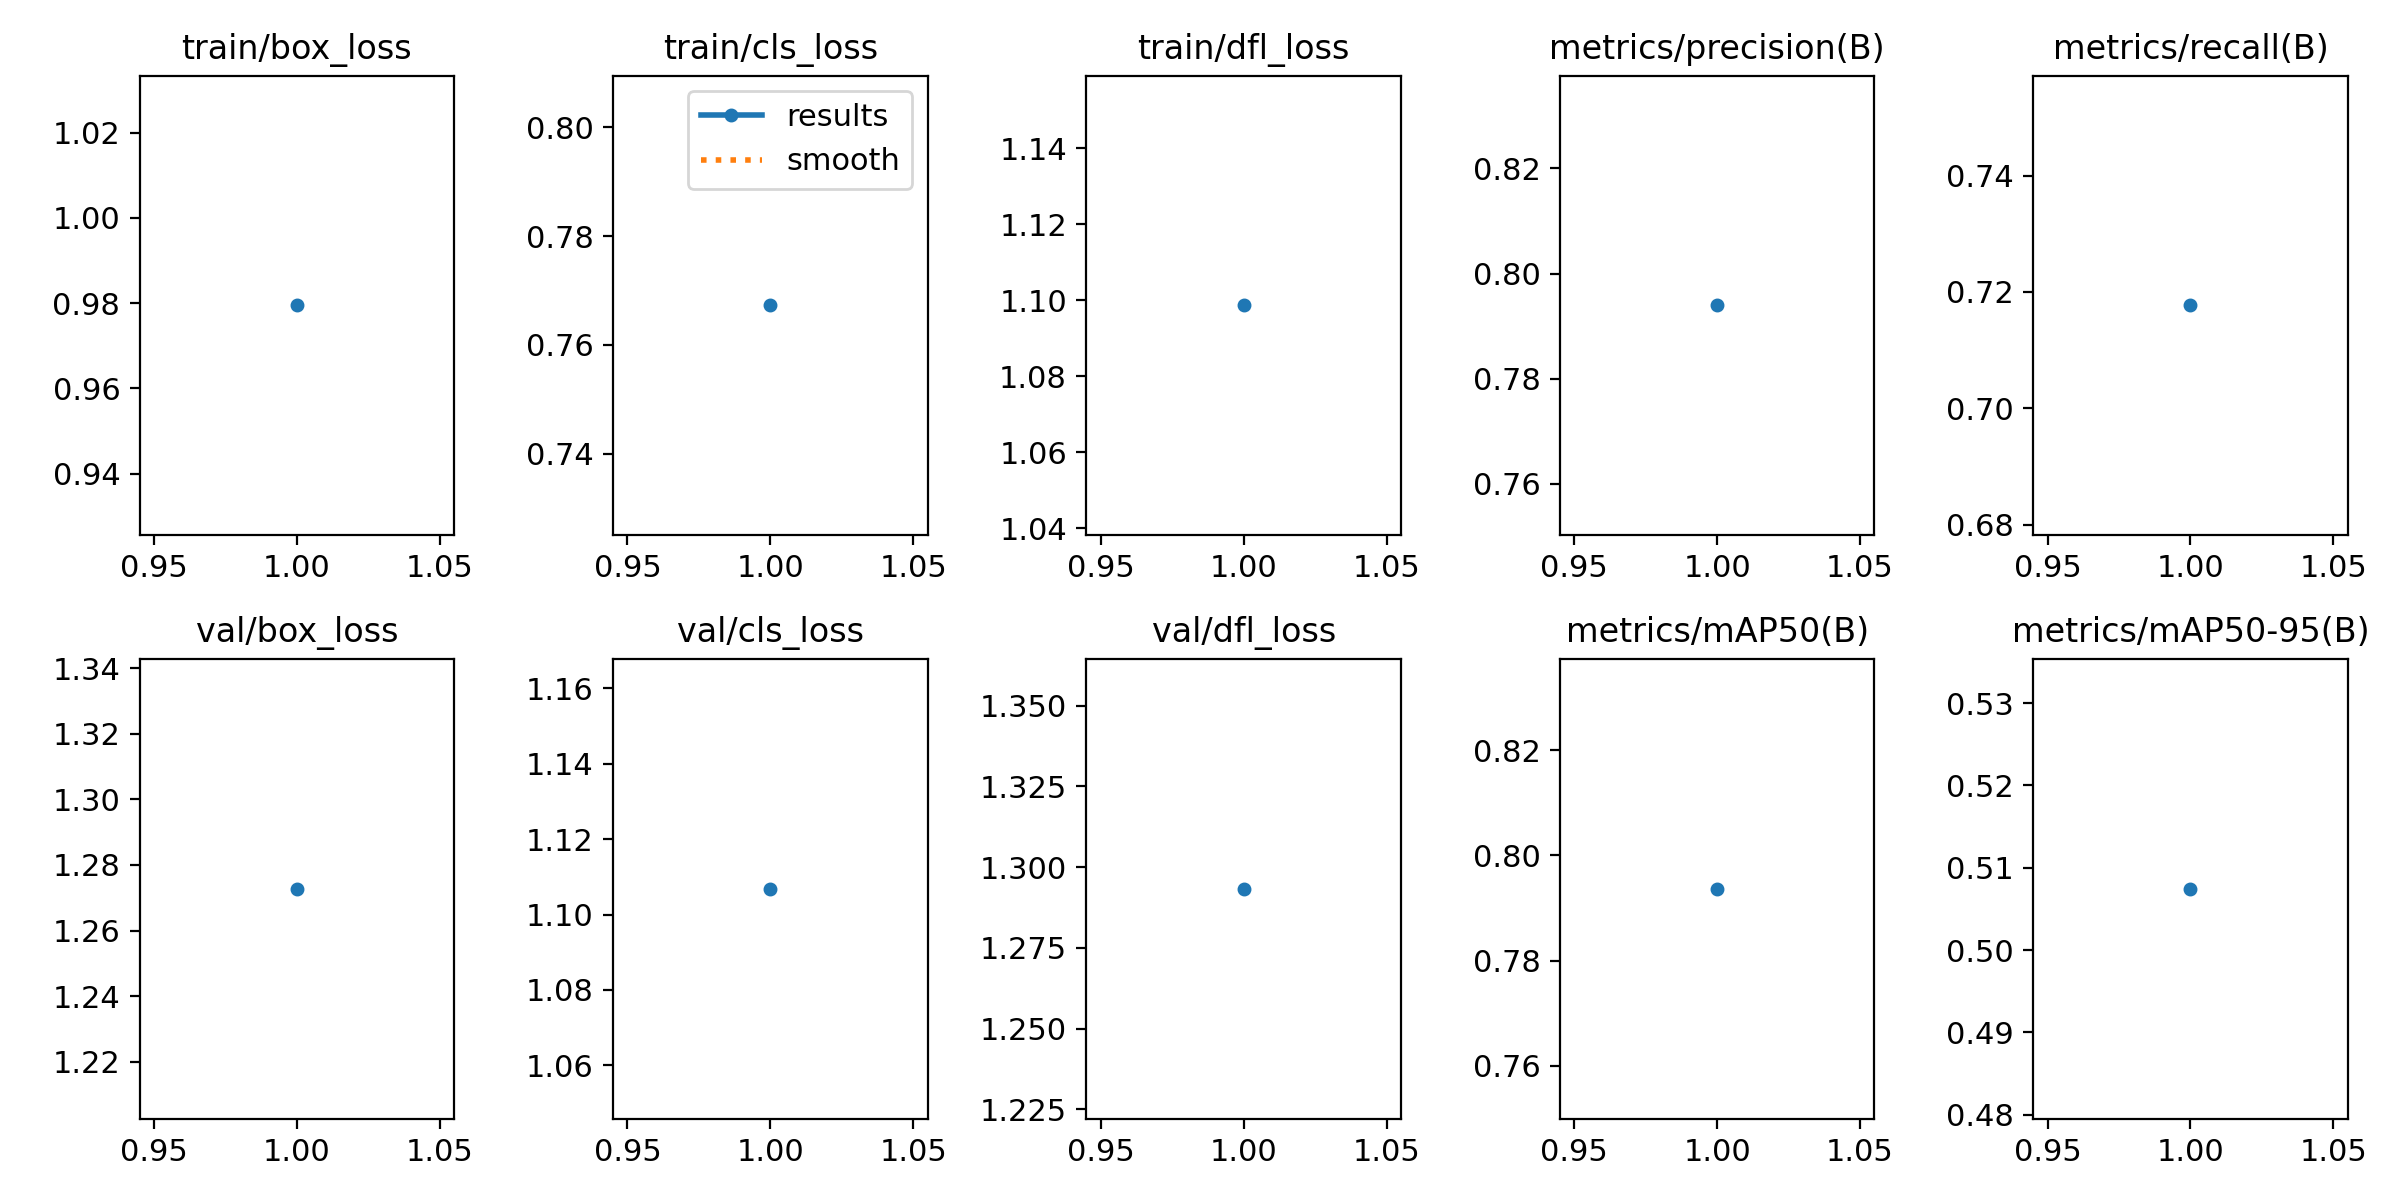 train/box_loss
1.02
1.00
0.98
0.96
0.94
0.95 1.00 1.05
train/cls_loss
results
smooth
0.80
0.78
0.76
0.74
0.95 1.00 1.05
train/dfl_loss
1.14
1.12
1.10
1.08
1.06
1.04
0.95 1.00 1.05
metrics/precision(B)
0.82
0.80
0.78
0.76
0.95 1.00 1.05
metrics/recall(B)
0.74
0.72
0.70
0.68
0.95 1.00 1.05
val/box_loss
1.34
1.32
1.30
1.28
1.26
1.24
1.22
0.95 1.00 1.05
val/cls_loss
1.16
1.14
1.12
1.10
1.08
1.06
0.95 1.00 1.05
val/dfl_loss
1.350
1.325
1.300
1.275
1.250
1.225
0.95 1.00 1.05
metrics/mAP50(B)
0.82
0.80
0.78
0.76
0.95 1.00 1.05
metrics/mAP50-95(B)
0.53
0.52
0.51
0.50
0.49
0.48
0.95 1.00 1.05